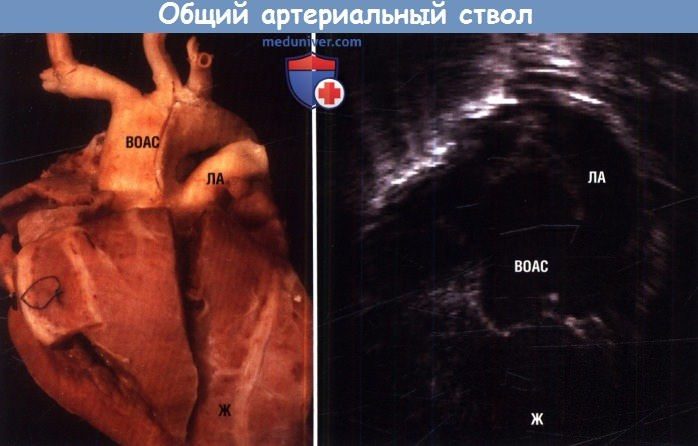 Общий артериальный ствол
meduniver.com
ВОАС
ЛА
Ж
ЛА
ВОАС
Ж